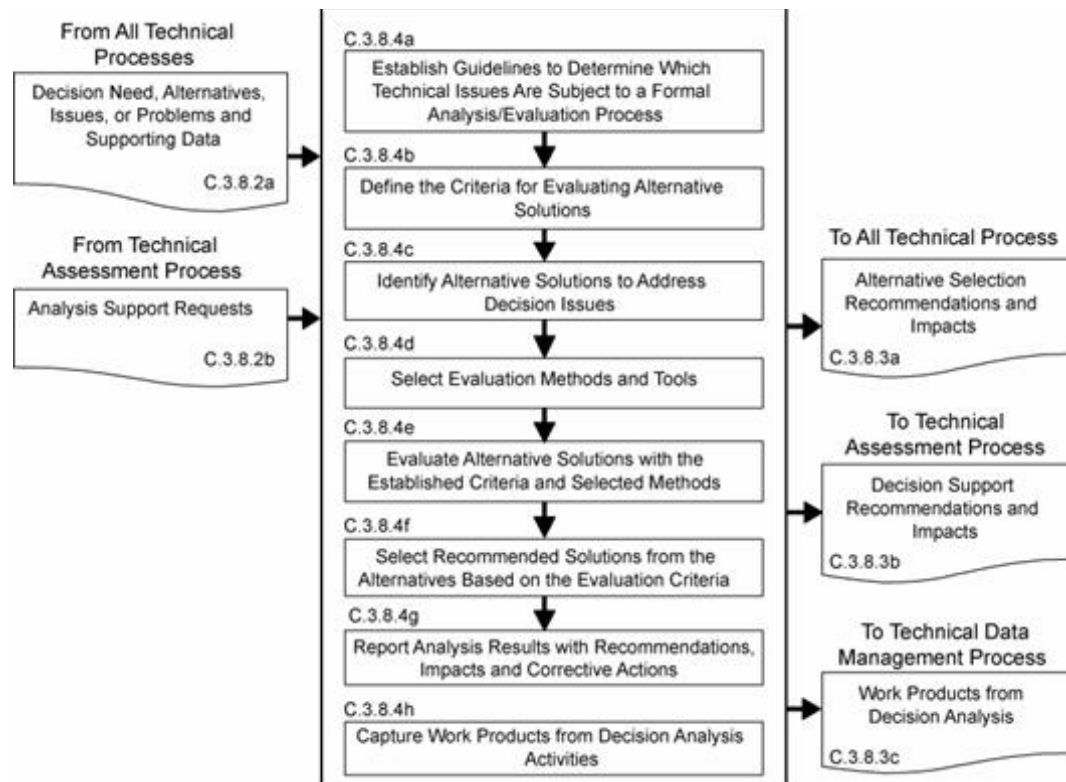 From All Technical
Processes
Decision Need, Alternatives,
Issues, or Problems and
Supporting Data
C.3.8.2a
From Technical
Assessment Process
Analysis Support Requests
C.3.8.2b
C.3.8.4a
Establish Guidelines to Determine Which
Technical Issues Are Subject to a Formal
Analysis/Evaluation Process
C.3.8.4b
Define the Criteria for Evaluating Alternative
Solutions
C.3.8.4c
Identify Alternative Solutions to Address
Decision Issues
C.3.8.4d
Select Evaluation Methods and Tools
C.3.8.4e
Evaluate Alternative Solutions with the
Established Criteria and Selected Methods
C.3.8.4f
Select Recommended Solutions from the
Alternatives Based on the Evaluation Criteria
C.3.8.4g
Report Analysis Results with Recommendations,
Impacts and Corrective Actions
C.3.8.4h
Capture Work Products from Decision Analysis
Activities
To All Technical Process
Alternative Selection
Recommendations and
Impacts
C.3.8.3a
To Technical
Assessment Process
Decision Support
Recommendations and
Impacts
C.3.8.3b
To Technical Data
Management Process
Work Products from
Decision Analysis
C.3.8.3c